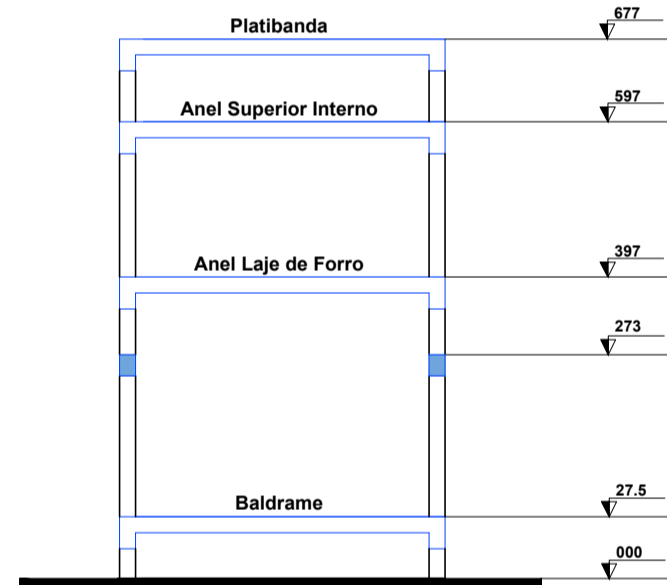 677
Platibanda
597
Anel Superior Interno
397
Anel Laje de Forro
273
27.5
Baldrame
000